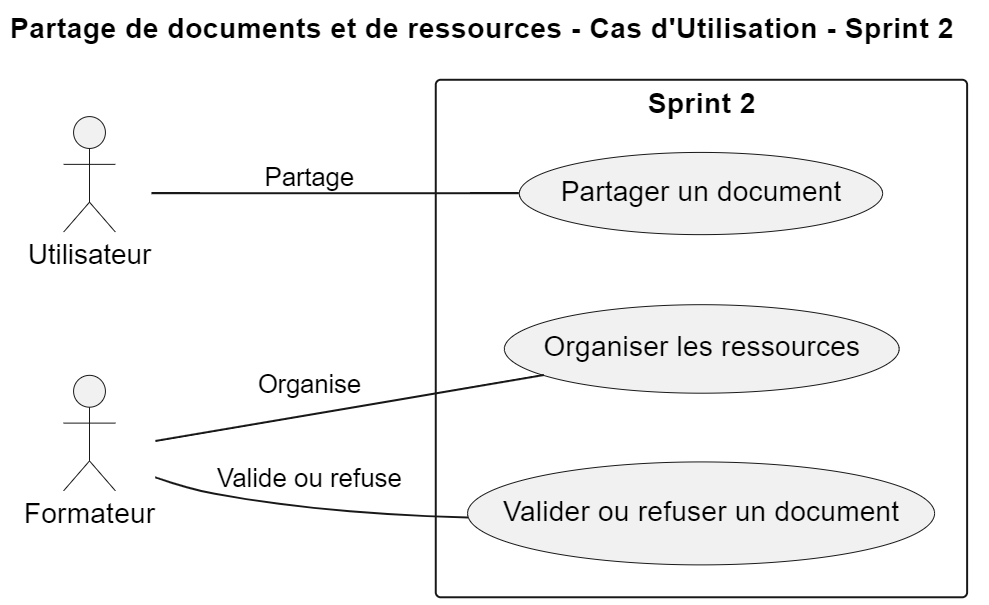 Partage de documents et de ressources - Cas d'Utilisation - Sprint 2
Sprint 2
Partage
Partager un document
Utilisateur
Organiser les ressources
Organise
Valide ou refuse
Valider ou refuser un document
Formateur